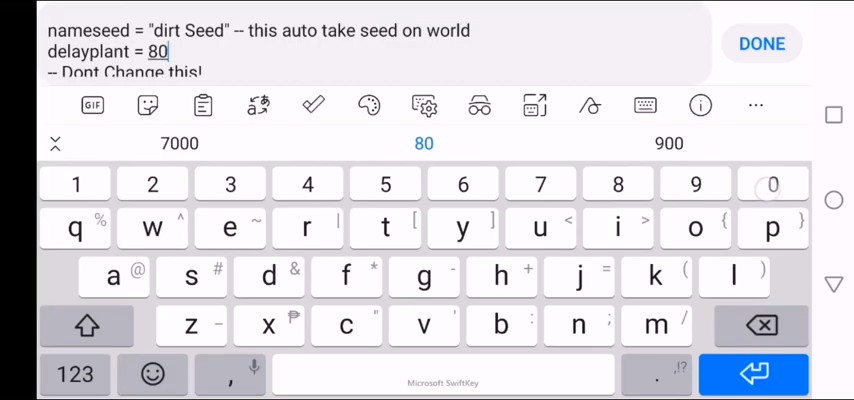 nameseed = "dirt Seed" -- this auto take seed on world
delayplant = 80
-- Dont Change this!
DONE
GIF
7000 80 900
1 2 3 4 5 6 7 8 9 0
q % w ^ e ~ r | t [ y ] u < i > o { p }
a @ s # d & f * g - h + j = k ( l )
z _ x ₱ c " v ' b : n ; m /
123 , . ,!?
Microsoft SwiftKey